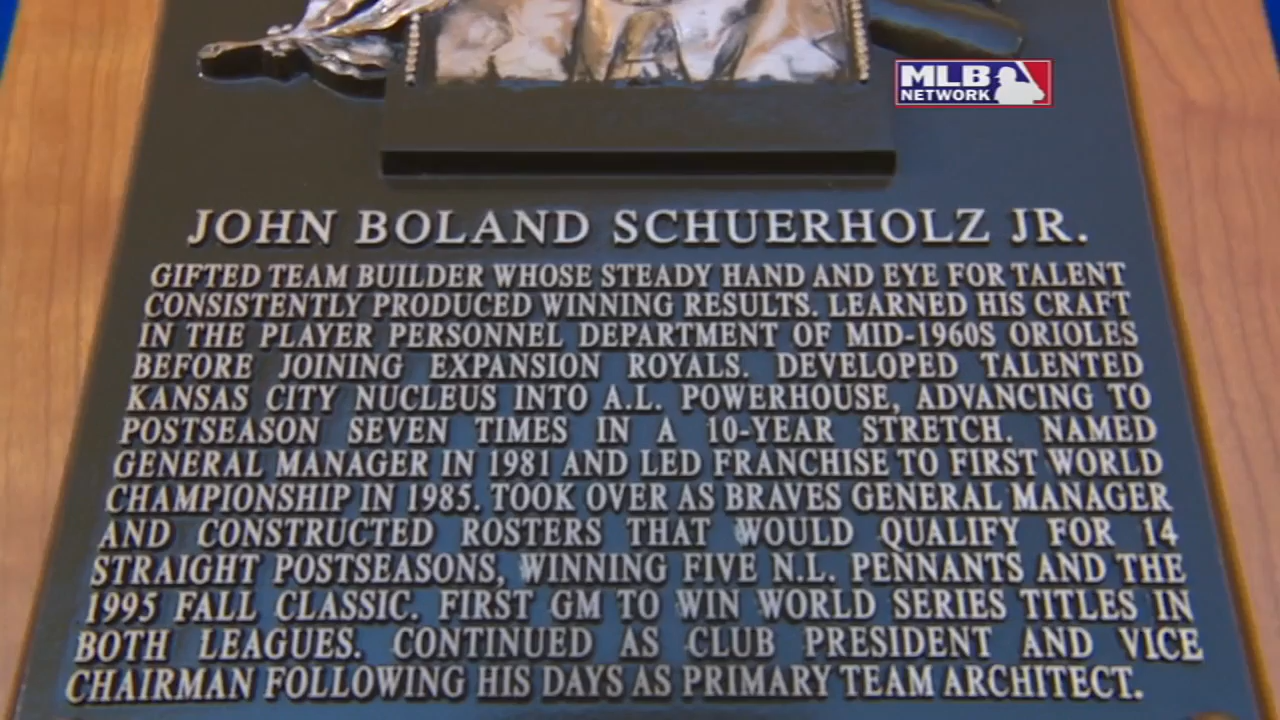 MLB
NETWORK
JOHN BOLAND SCHUERHOLZ JR.
GIFTED TEAM BUILDER WHOSE STEADY HAND AND EYE FOR TALENT
CONSISTENTLY PRODUCED WINNING RESULTS. LEARNED HIS CRAFT
IN THE PLAYER PERSONNEL DEPARTMENT OF MID-1960S ORIOLES
BEFORE JOINING EXPANSION ROYALS. DEVELOPED TALENTED
KANSAS CITY NUCLEUS INTO A.L. POWERHOUSE, ADVANCING TO
POSTSEASON SEVEN TIMES IN A 10-YEAR STRETCH. NAMED
GENERAL MANAGER IN 1981 AND LED FRANCHISE TO FIRST WORLD
CHAMPIONSHIP IN 1985. TOOK OVER AS BRAVES GENERAL MANAGER
AND CONSTRUCTED ROSTERS THAT WOULD QUALIFY FOR 14
STRAIGHT POSTSEASONS, WINNING FIVE N.L. PENNANTS AND THE
1995 FALL CLASSIC. FIRST GM TO WIN WORLD SERIES TITLES IN
BOTH LEAGUES. CONTINUED AS CLUB PRESIDENT AND VICE
CHAIRMAN FOLLOWING HIS DAYS AS PRIMARY TEAM ARCHITECT.